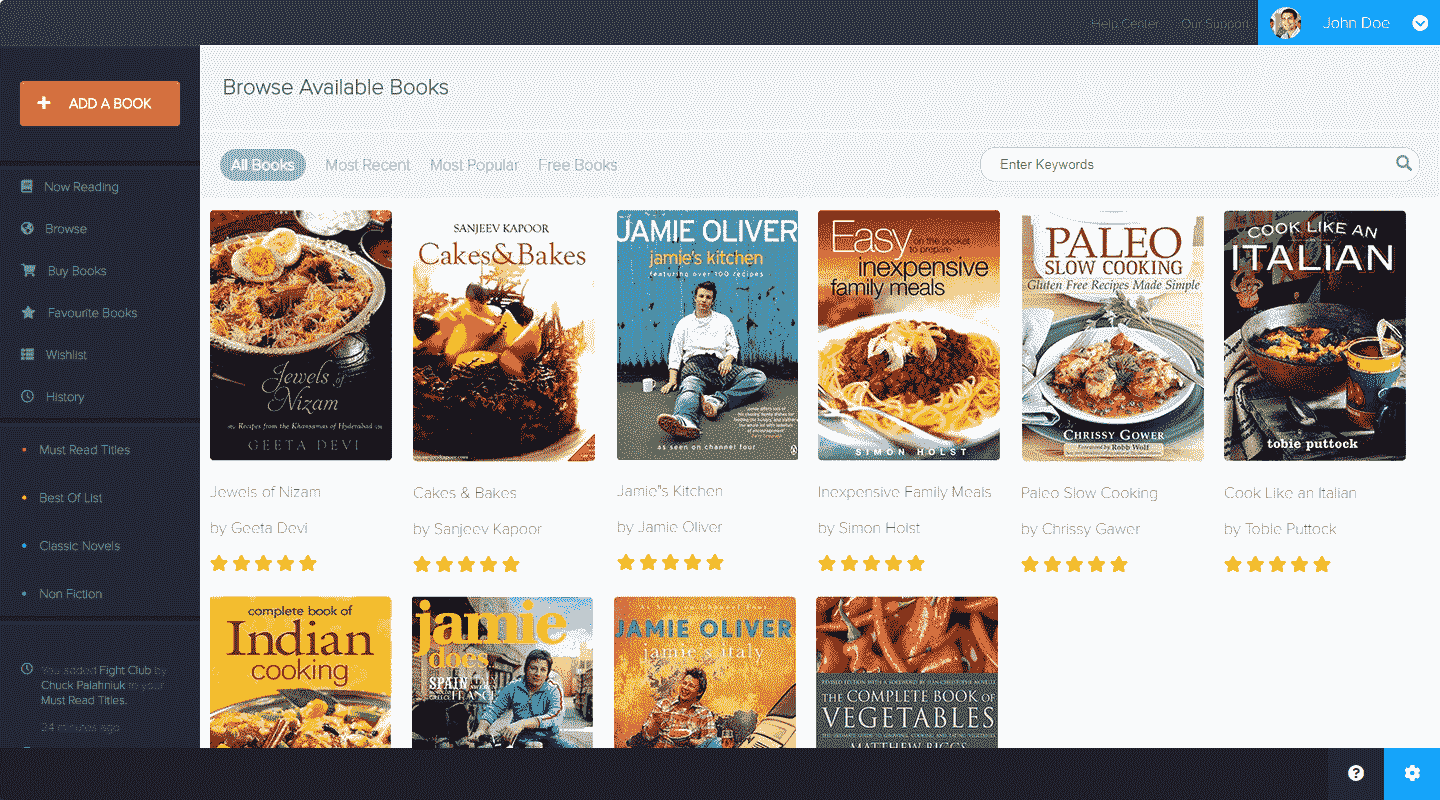 Help Center Our Support John Doe
ADD A BOOK
Now Reading
Browse
Buy Books
Favourite Books
Wishlist
History
Must Read Titles
Best Of List
Classic Novels
Non Fiction
You added Fight Club by
Chuck Palahniuk to your
Must Read Titles.
24 minutes ago
Browse Available Books
All Books Most Recent Most Popular Free Books
Enter Keywords
Jewels of
Nizam
Recipes from the Khansamas of Hyderabad
GEETA DEVI
SANJEEV KAPOOR
Cakes&Bakes
JAMIE OLIVER
jamie's kitchen
featuring over 100 recipes
as seen on channel four
Easy on the pocket
to prepare
inexpensive
family meals
SIMON HOLST
PALEO
SLOW COOKING
Gluten Free Recipes Made Simple
CHRISSY GOWER
Foreword by Robb Wolf
COOK LIKE AN
ITALIAN
tobie puttock
Jewels of Nizam
by Geeta Devi
Cakes & Bakes
by Sanjeev Kapoor
Jamie"s Kitchen
by Jamie Oliver
Inexpensive Family Meals
by Simon Holst
Paleo Slow Cooking
by Chrissy Gawer
Cook Like an Italian
by Tobie Puttock
complete book of
Indian
cooking
jamie
does
SPAIN
FRANCE
As Seen on Channel Four
JAMIE OLIVER
jamie's italy
THE COMPLETE BOOK OF
VEGETABLES
MATTHEW BIGGS